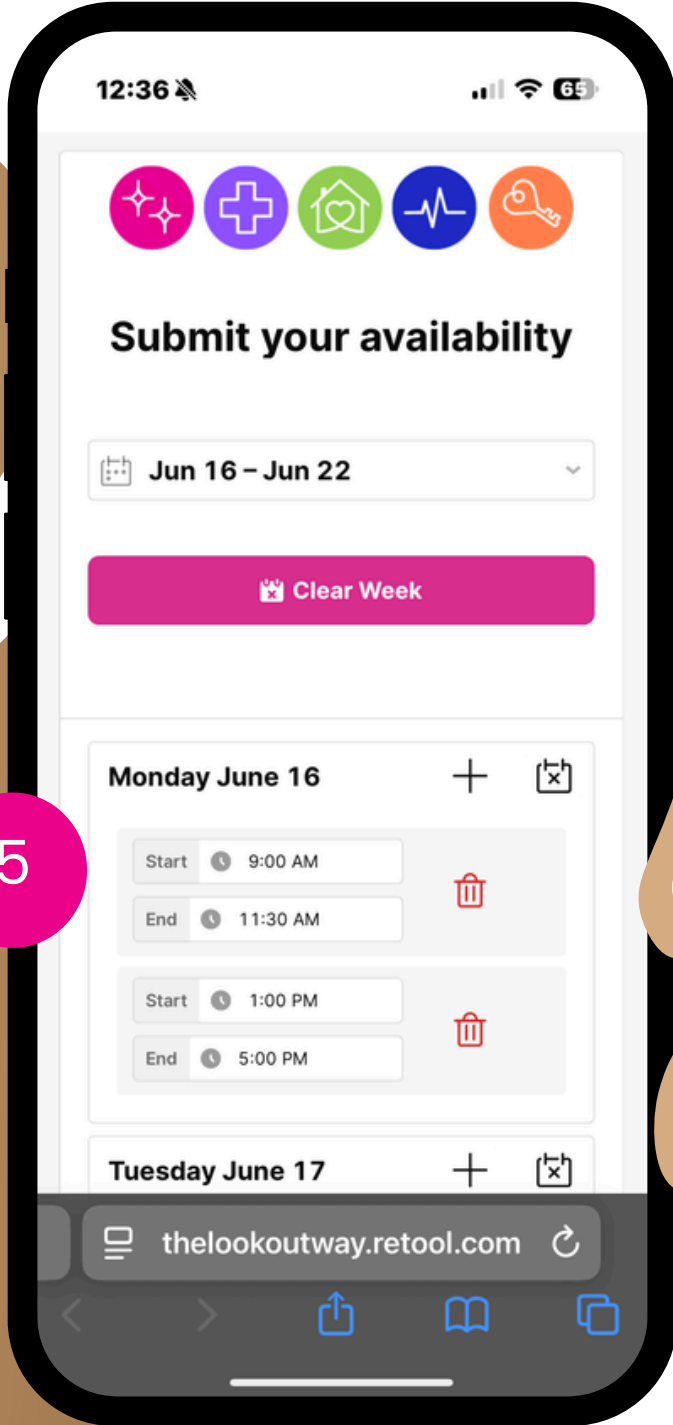 12:36
65
Submit your availability
Jun 16 – Jun 22
Clear Week
Monday June 16
Start 9:00 AM
End 11:30 AM
5
Start 1:00 PM
End 5:00 PM
Tuesday June 17
thelookoutway.retool.com